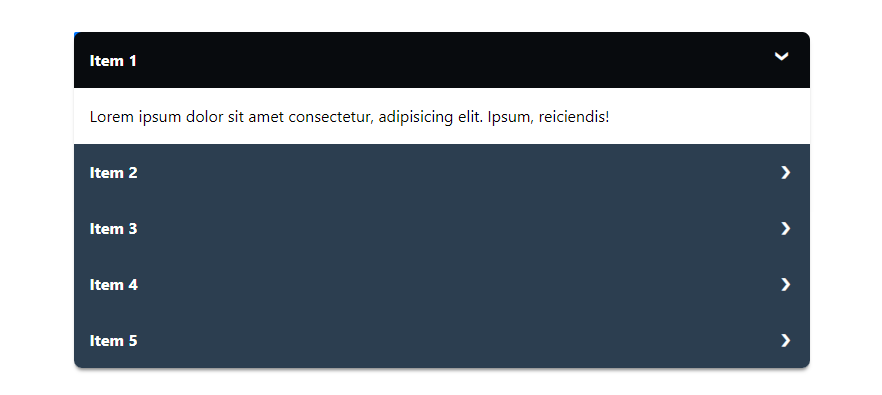 Item 1
Lorem ipsum dolor sit amet consectetur, adipisicing elit. Ipsum, reiciendis!
Item 2
Item 3
Item 4
Item 5